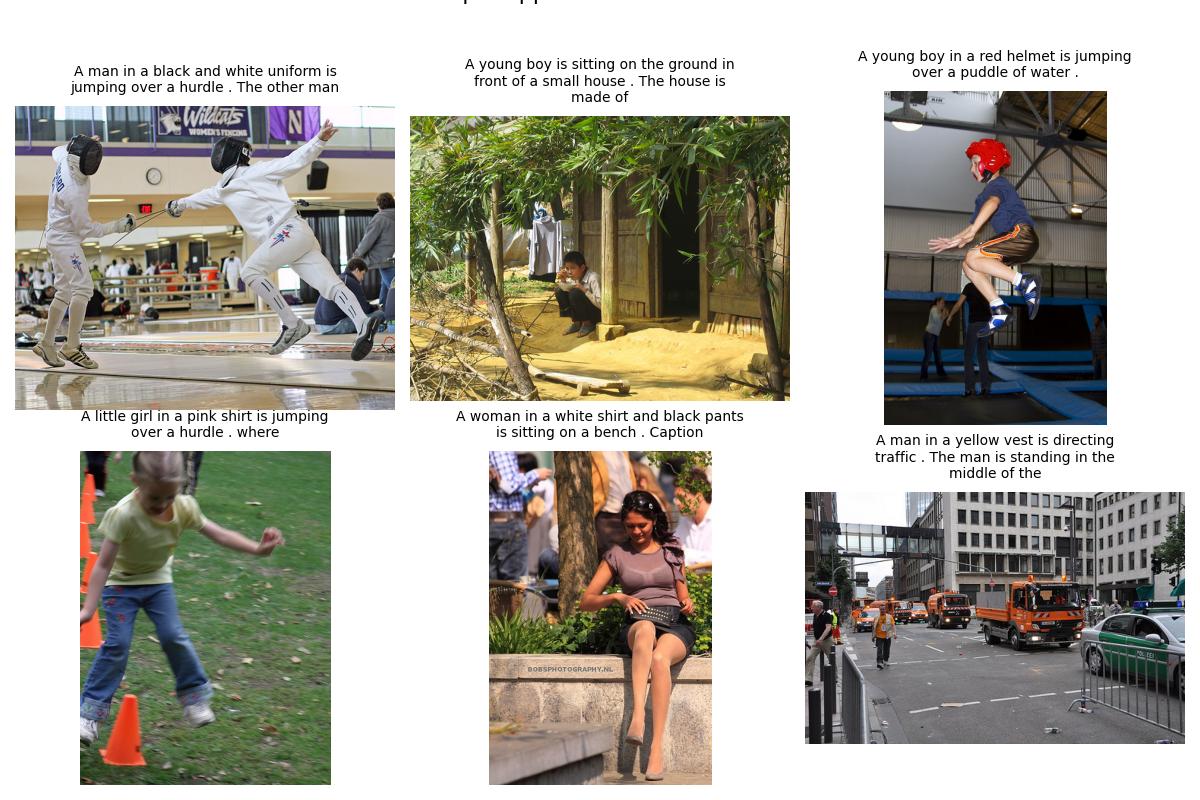 A man in a black and white uniform is
jumping over a hurdle . The other man
A young boy is sitting on the ground in
front of a small house . The house is
made of
A young boy in a red helmet is jumping
over a puddle of water .
Wildcats
WOMEN'S FENCING
N
A little girl in a pink shirt is jumping
over a hurdle . where
A woman in a white shirt and black pants
is sitting on a bench . Caption
A man in a yellow vest is directing
traffic . The man is standing in the
middle of the
BOBSPHOTOGRAPHY.NL
POLIZEI